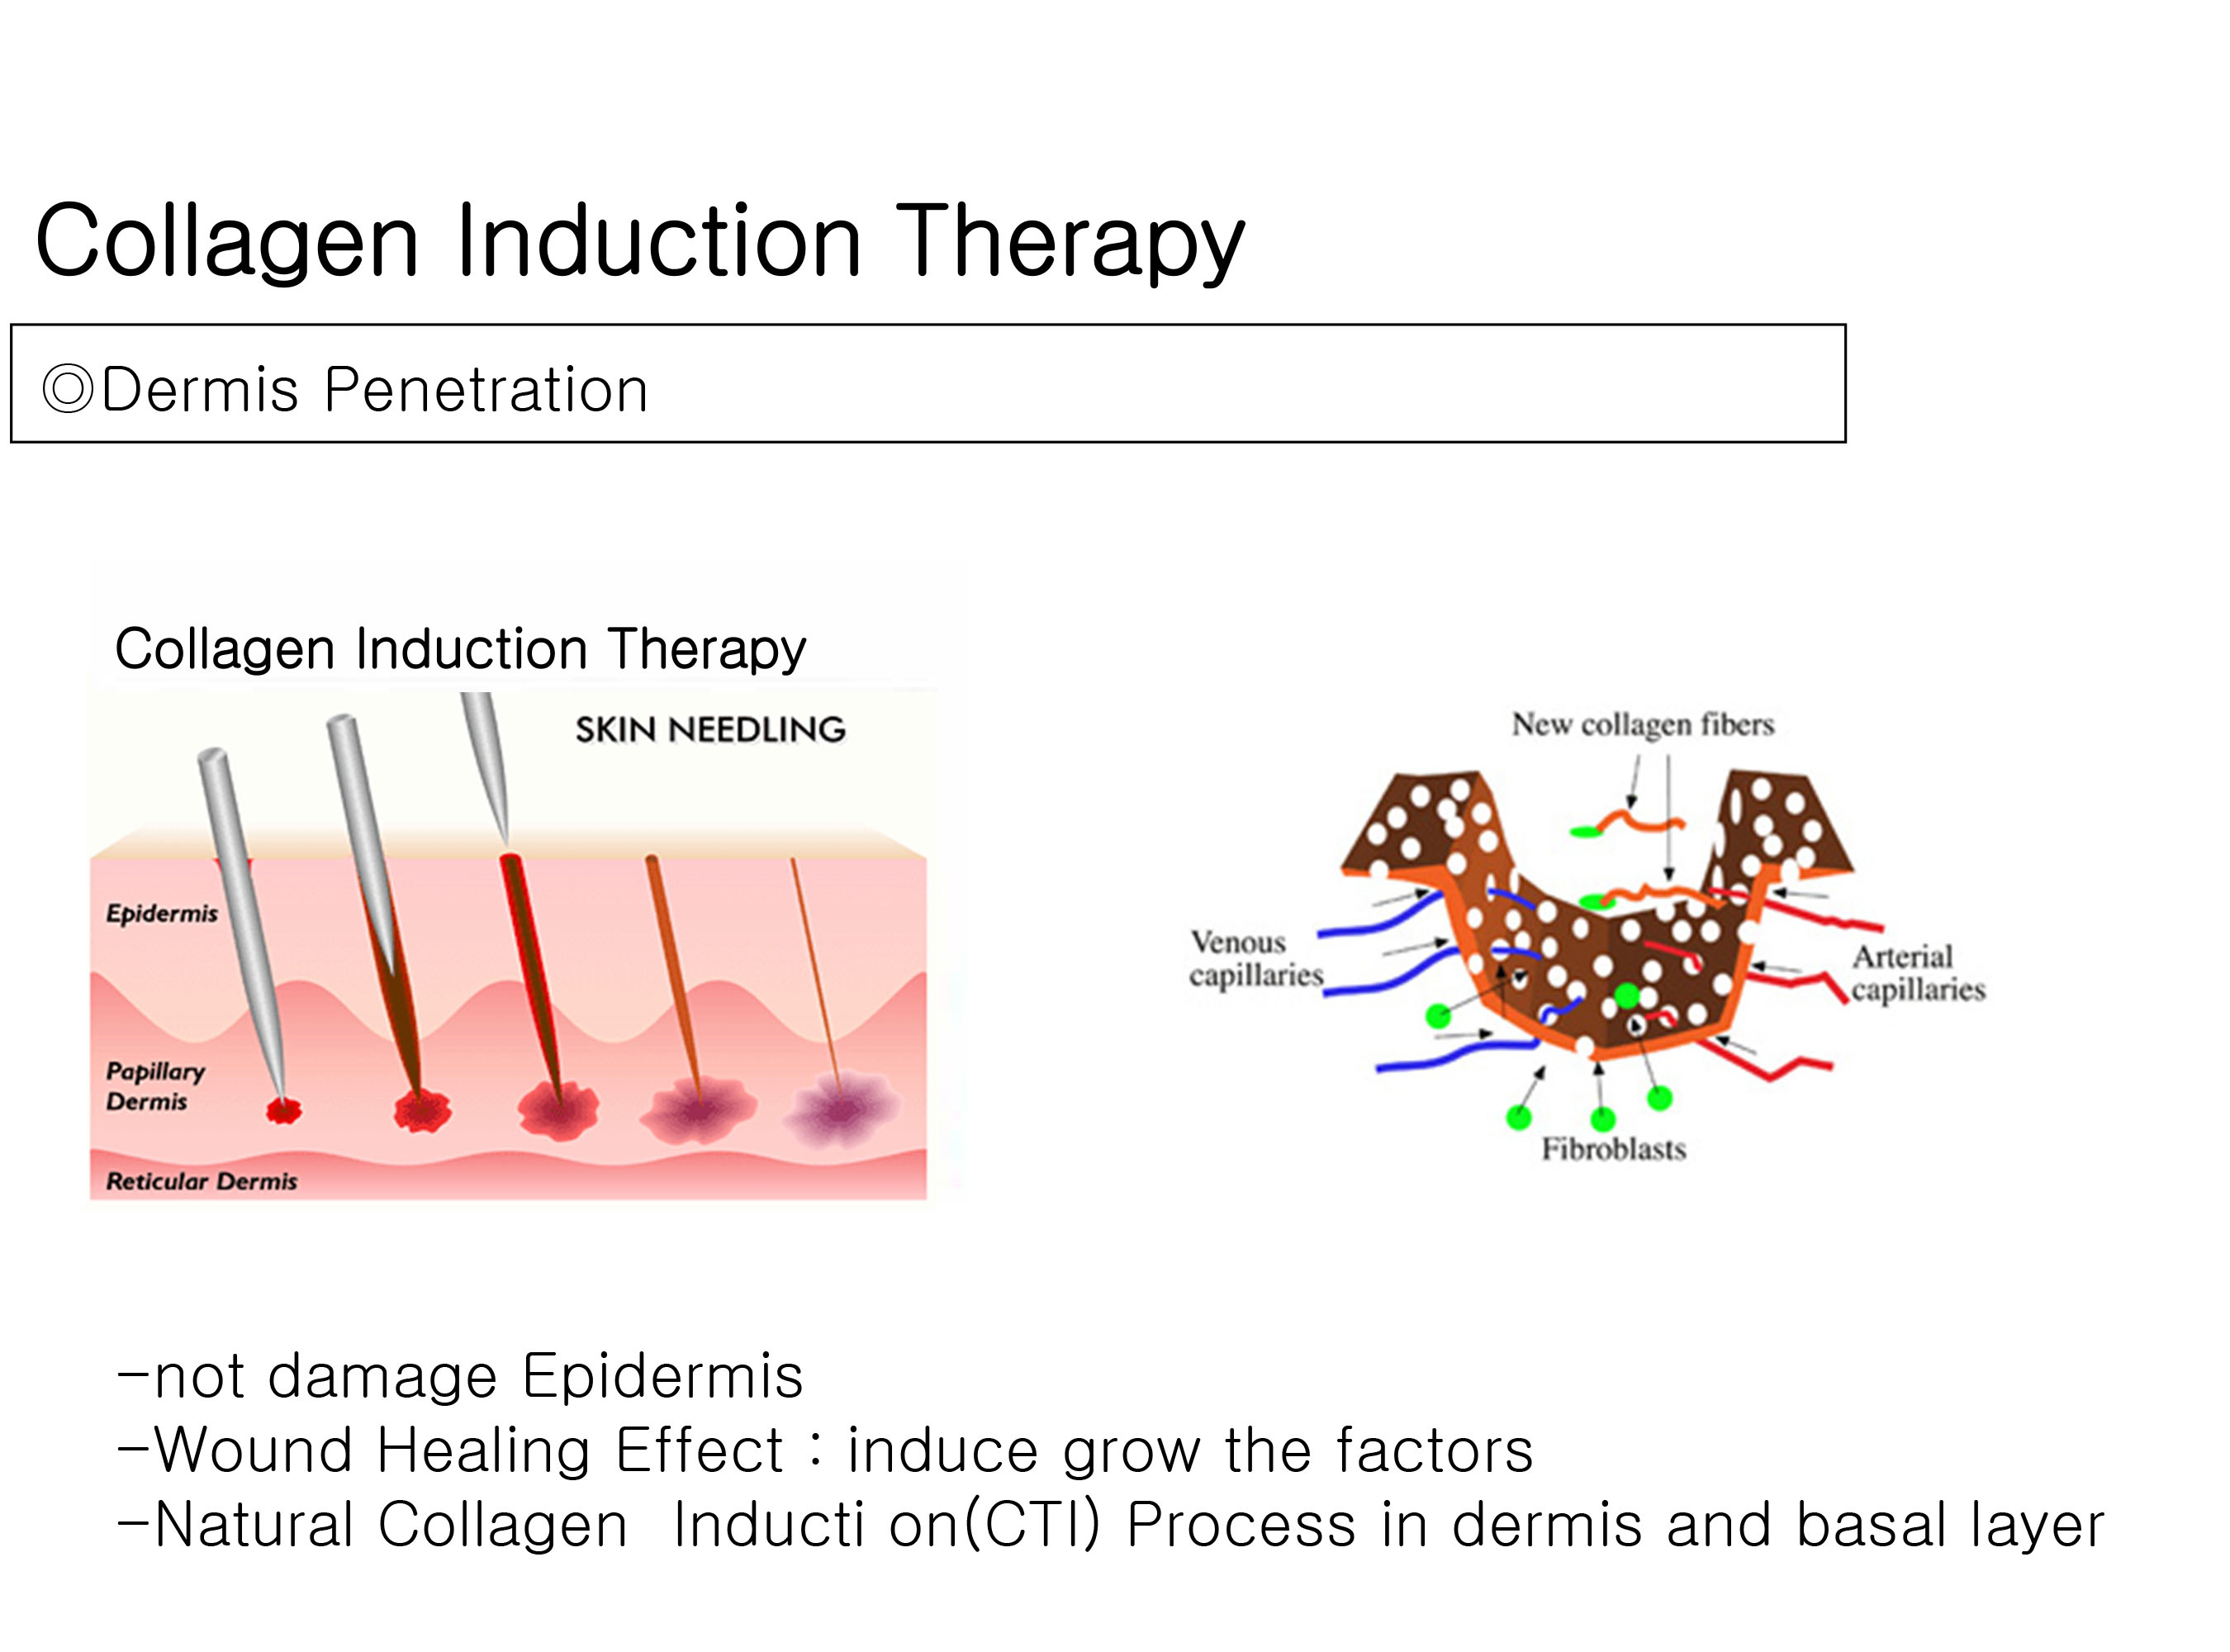 Collagen Induction Therapy
◎Dermis Penetration
Collagen Induction Therapy
SKIN NEEDLING
Epidermis
Papillary
Dermis
Reticular Dermis
New collagen fibers
Venous
capillaries
Arterial
capillaries
Fibroblasts
-not damage Epidermis
-Wound Healing Effect : induce grow the factors
-Natural Collagen  Inducti on(CTI) Process in dermis and basal layer